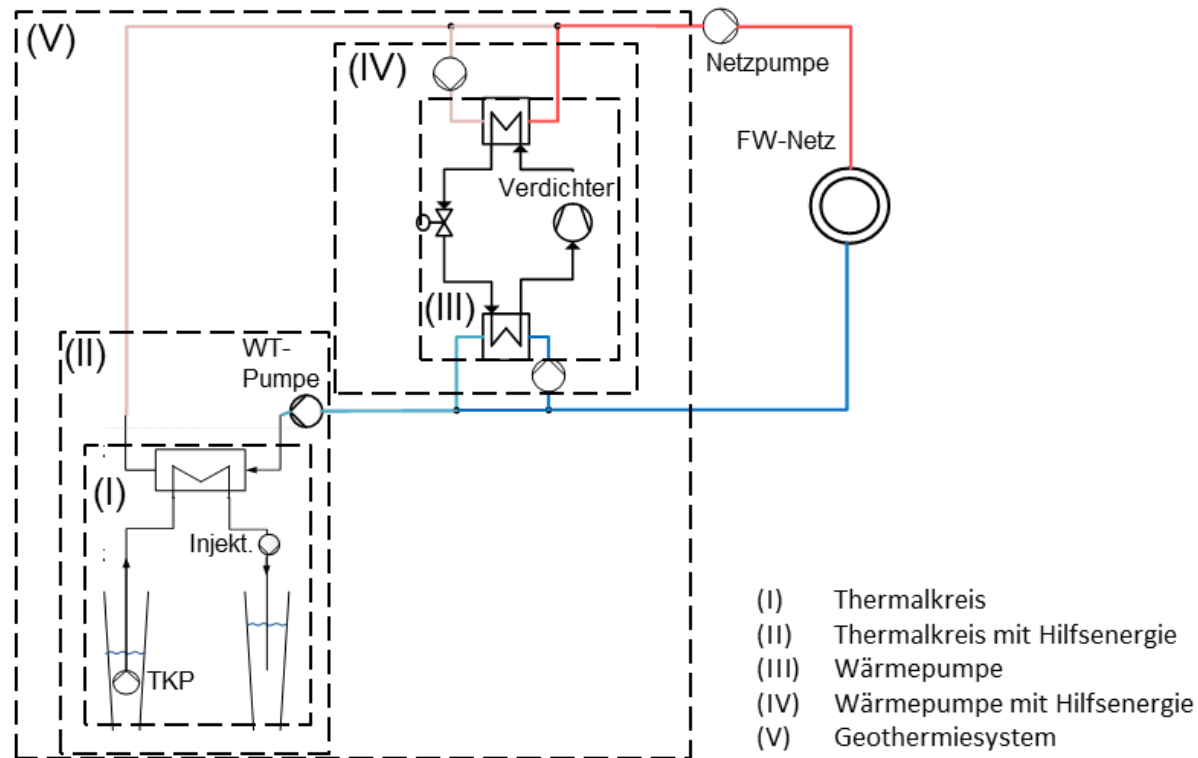 (V)
(IV)
Netzpumpe
FW-Netz
Verdichter
(III)
(II)
WT-
Pumpe
(I)
Injekt.
TKP
(I) Thermalkreis
(II) Thermalkreis mit Hilfsenergie
(III) Wärmepumpe
(IV) Wärmepumpe mit Hilfsenergie
(V) Geothermiesystem